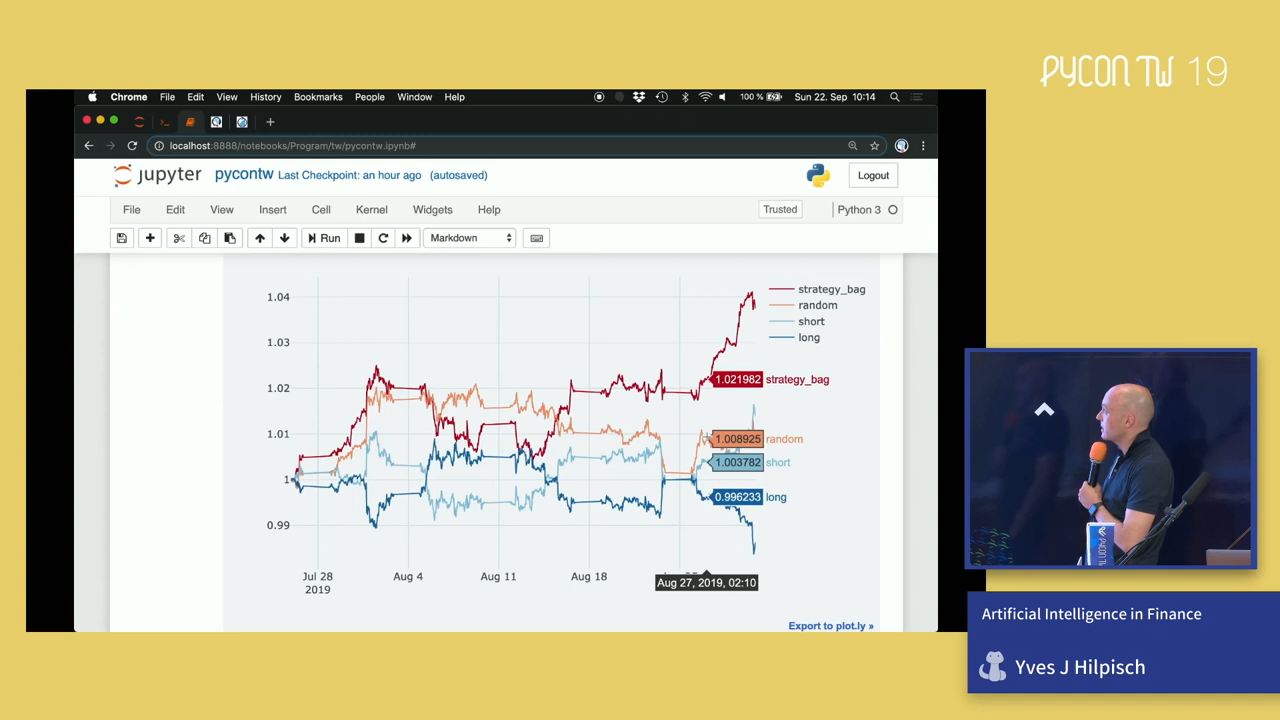 PYCON TW 19
Chrome File Edit View History Bookmarks People Window Help 100 % Sun 22. Sep 10:14
localhost:8888/notebooks/Program/tw/pycontw.ipynb#
jupyter pycontw Last Checkpoint: an hour ago (autosaved) Logout
File Edit View Insert Cell Kernel Widgets Help Trusted Python 3
Run Markdown
1.04
1.03
1.02
1.01
1
0.99
strategy_bag
random
short
long
1.021982 strategy_bag
1.008925 random
1.003782 short
0.996233 long
Jul 28
2019
Aug 4
Aug 11
Aug 18
Aug 27, 2019, 02:10
Export to plot.ly »
PYCON
Artificial Intelligence in Finance
Yves J Hilpisch